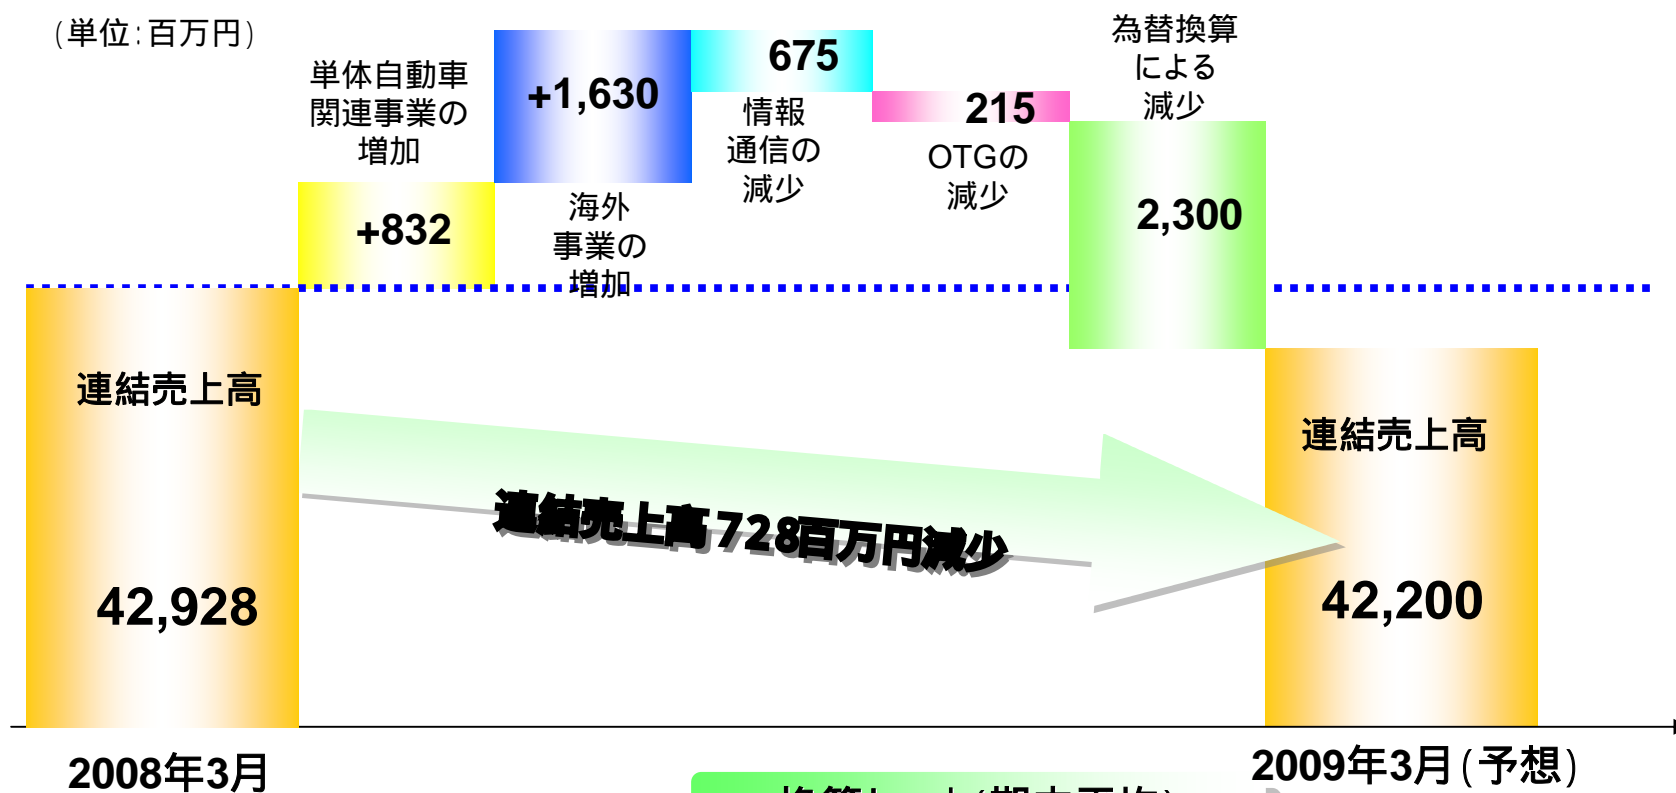 (単位:百万円)
単体自動車
関連事業の
増加
+832
+1,630
海外
事業の
増加
675
情報
通信の
減少
215
OTGの
減少
為替換算
による
減少
2,300
連結売上高
42,928
連結売上高728百万円減少
連結売上高
42,200
2008年3月
2009年3月(予想)